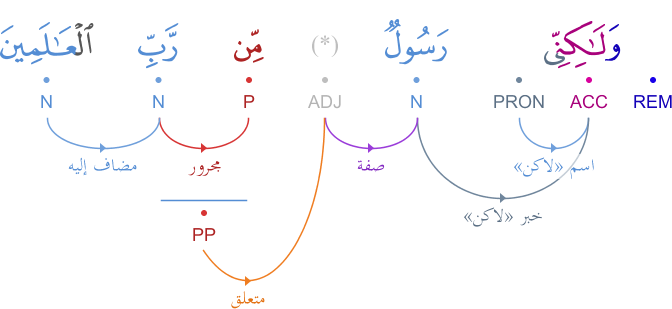 وَلَـٰكِنِّى رَسُولٌ (*) مِّن رَّبِّ ٱلْعَـٰلَمِينَ
REM ACC PRON N ADJ P N N
اسم «لاكن» صفة مجرور مضاف إليه
خبر «لاكن»
PP
متعلق